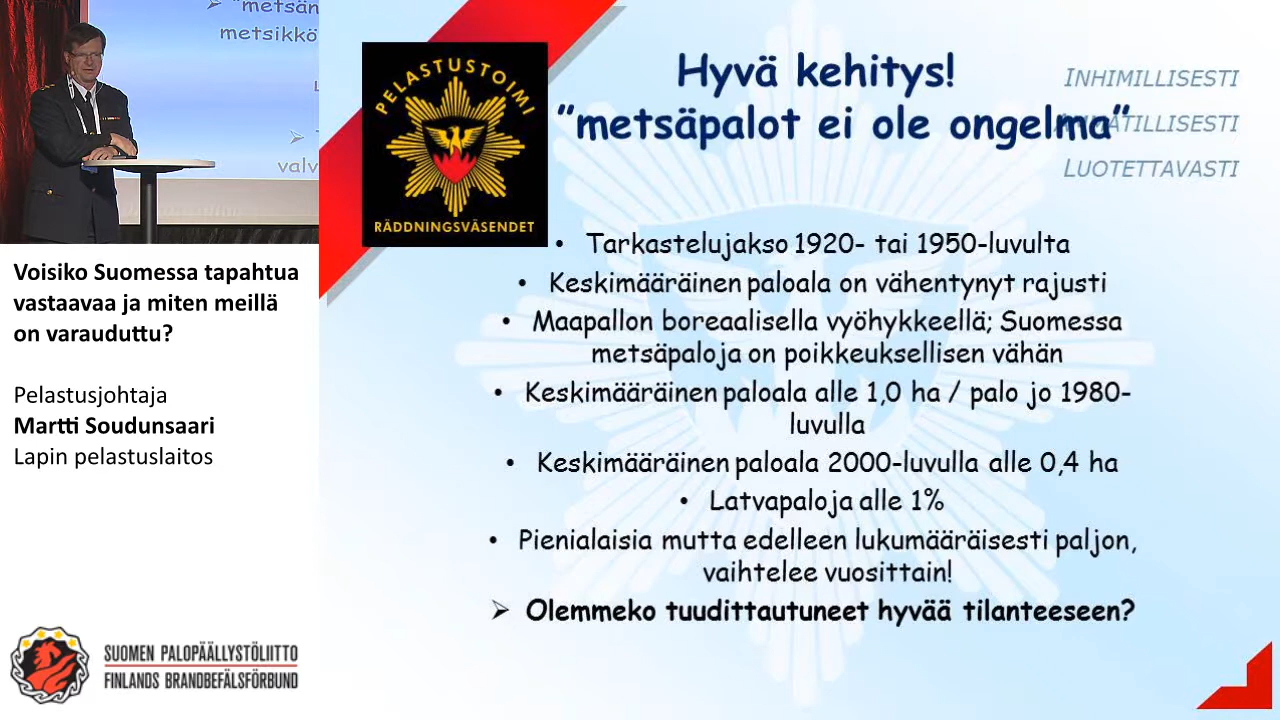 "metsän
metsikkö
valv
Voisiko Suomessa tapahtua
vastaavaa ja miten meillä
on varauduttu?
Pelastusjohtaja
Martti Soudunsaari
Lapin pelastuslaitos
SUOMEN PALOPÄÄLLYSTÖLIITTO
FINLANDS BRANDBEFÄLSFÖRBUND
PELASTUSTOIMI
RÄDDNINGSVÄSENDET
Hyvä kehitys!
”metsäpalot ei ole ongelma”
INHIMILLISESTI
LUOTETTAVASTI
• Tarkastelujakso 1920- tai 1950-luvulta
• Keskimääräinen paloala on vähentynyt rajusti
• Maapallon boreaalisella vyöhykkeellä; Suomessa
metsäpaloja on poikkeuksellisen vähän
• Keskimääräinen paloala alle 1,0 ha / palo jo 1980-
luvulla
• Keskimääräinen paloala 2000-luvulla alle 0,4 ha
• Latvapaloja alle 1%
• Pienialaisia mutta edelleen lukumääräisesti paljon,
vaihtelee vuosittain!
➢ Olemmeko tuudittautuneet hyvää tilanteeseen?